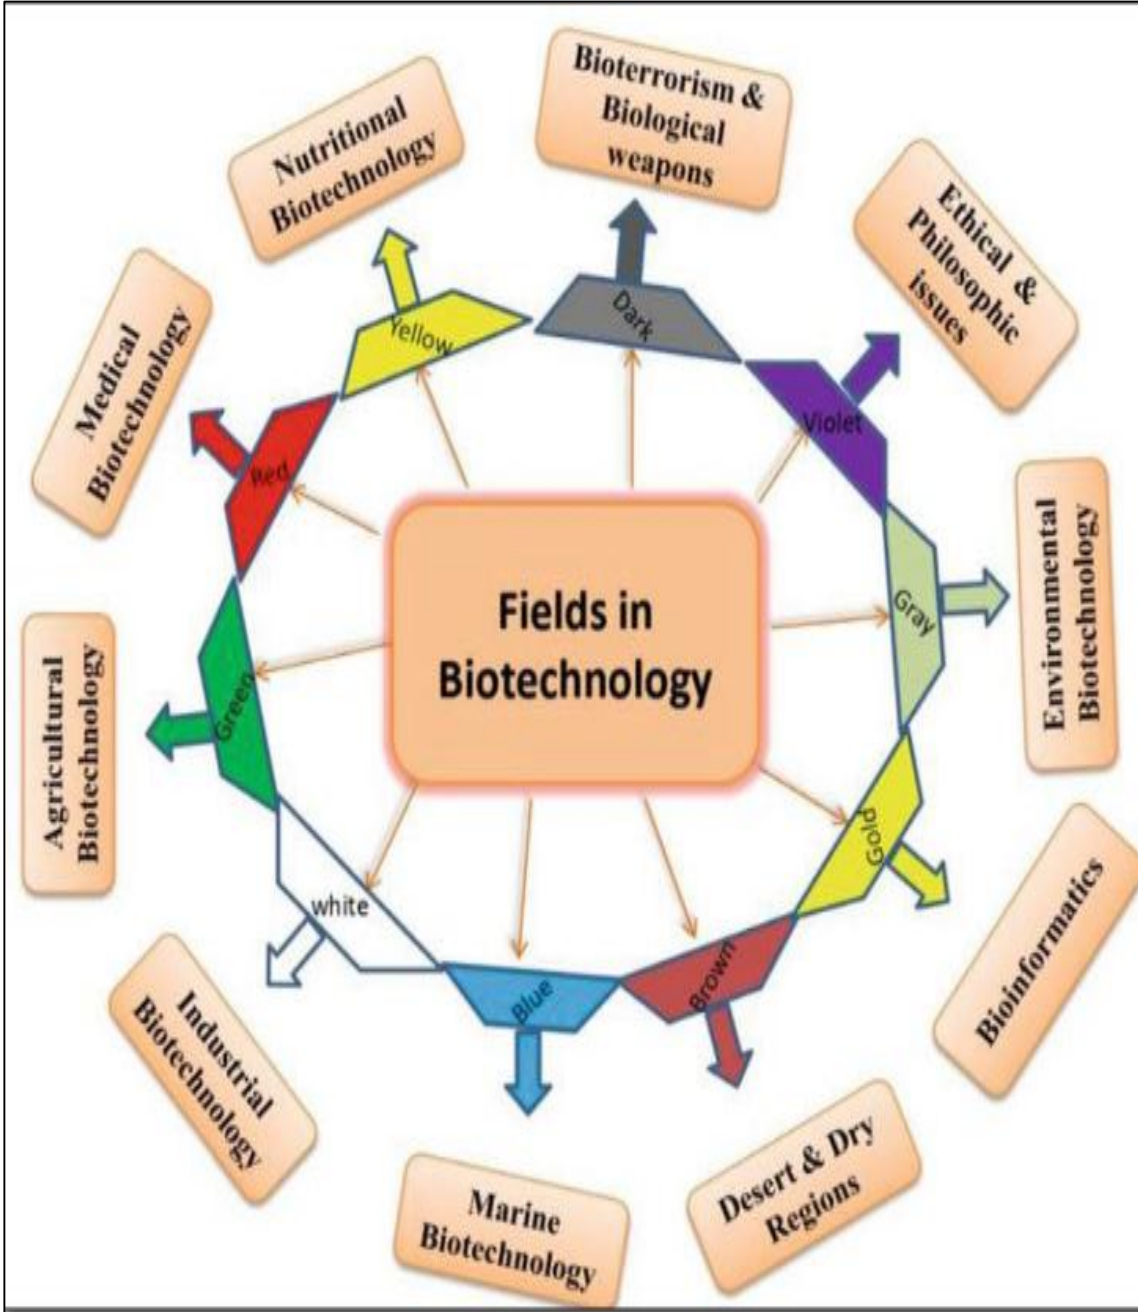 Fields in
Biotechnology
Dark
Bioterrorism &
Biological
weapons
Violet
Ethical &
Philosophic
issues
Gray
Environmental
Biotechnology
Gold
Bioinformatics
Brown
Desert & Dry
Regions
Blue
Marine
Biotechnology
white
Industrial
Biotechnology
Green
Agricultural
Biotechnology
Red
Medical
Biotechnology
Yellow
Nutritional
Biotechnology